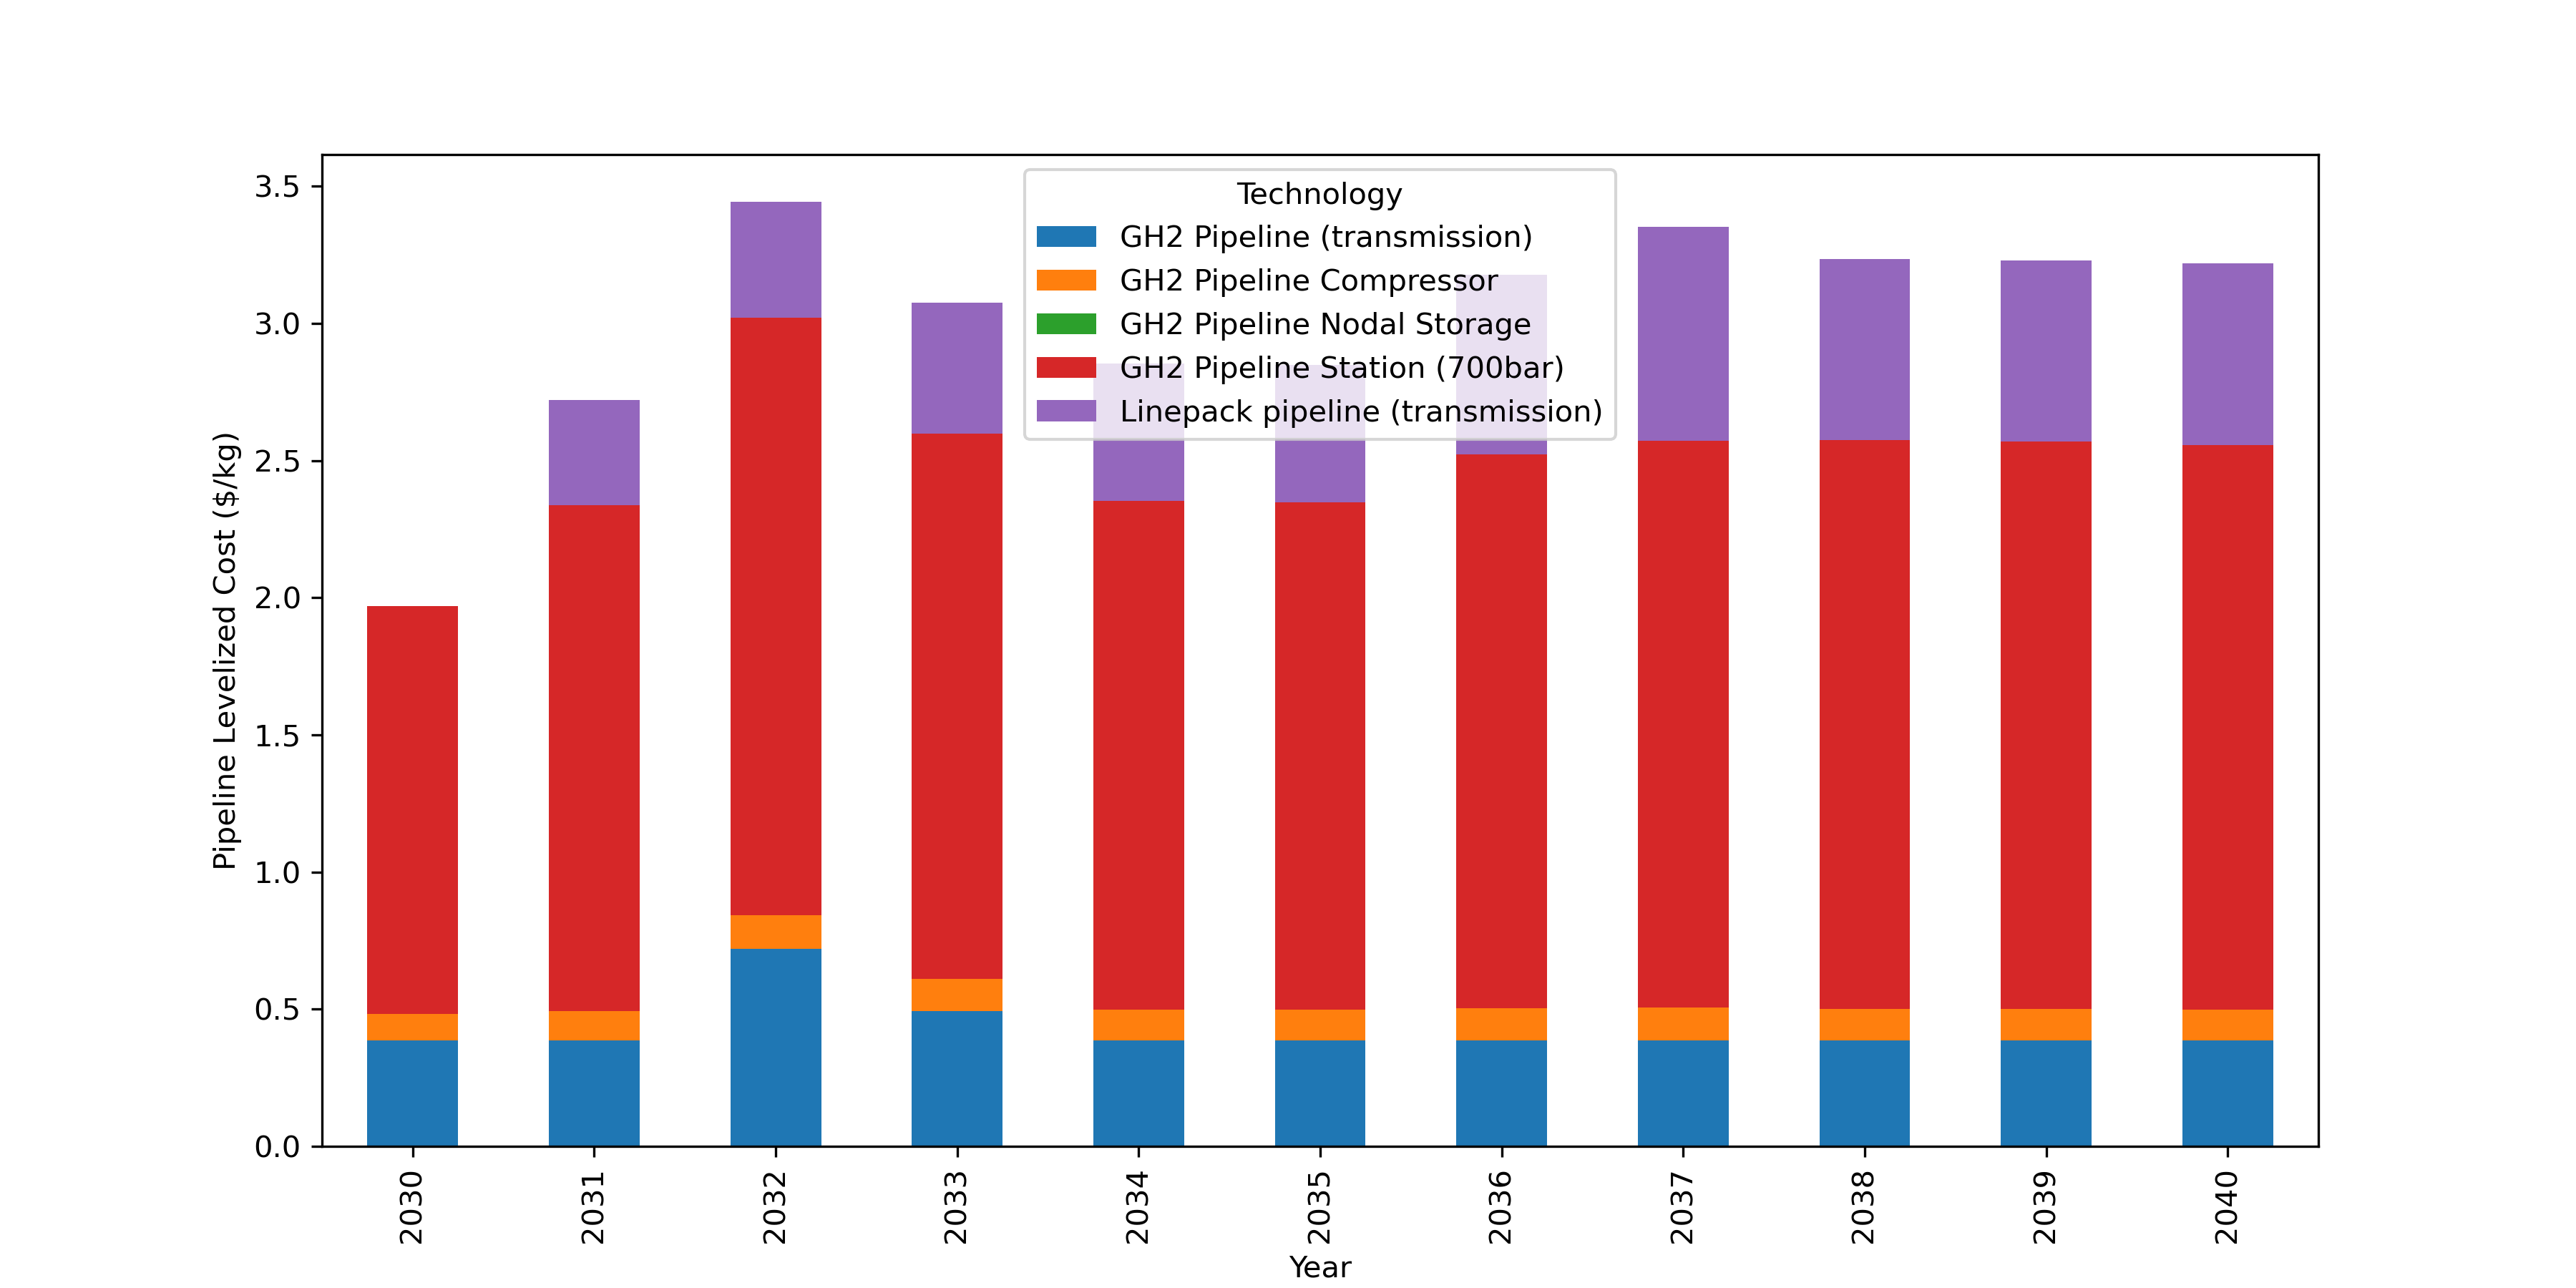 3.5
3.0
2.5
2.0
1.5
1.0
0.5
0.0
Pipeline Levelized Cost ($/kg)
Technology
GH2 Pipeline (transmission)
GH2 Pipeline Compressor
GH2 Pipeline Nodal Storage
GH2 Pipeline Station (700bar)
Linepack pipeline (transmission)
2030
2031
2032
2033
2034
2035
2036
2037
2038
2039
2040
Year